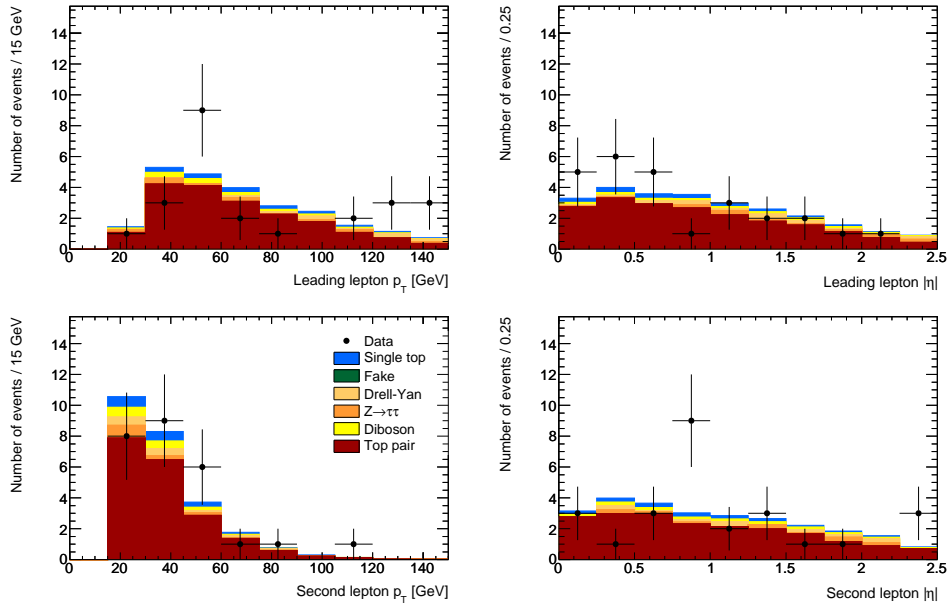 Number of events / 15 GeV
14
12
10
8
6
4
2
0
0 20 40 60 80 100 120 140
Leading lepton p_T [GeV]
Number of events / 0.25
14
12
10
8
6
4
2
0
0 0.5 1 1.5 2 2.5
Leading lepton |η|
Number of events / 15 GeV
14
12
10
8
6
4
2
0
0 20 40 60 80 100 120 140
Second lepton p_T [GeV]
Data
Single top
Fake
Drell-Yan
Z→ττ
Diboson
Top pair
Number of events / 0.25
14
12
10
8
6
4
2
0
0 0.5 1 1.5 2 2.5
Second lepton |η|